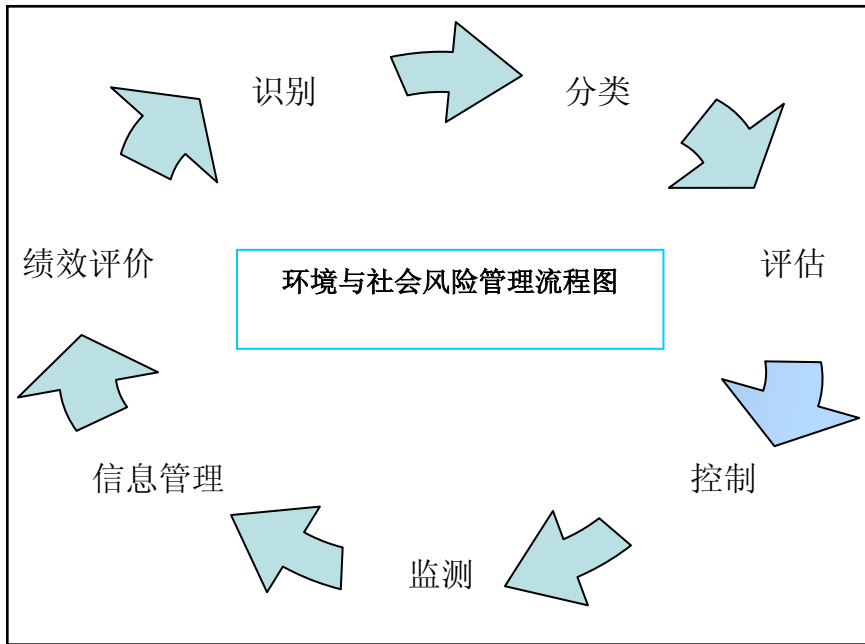 识别
分类
绩效评价
环境与社会风险管理流程图
评估
信息管理
控制
监测